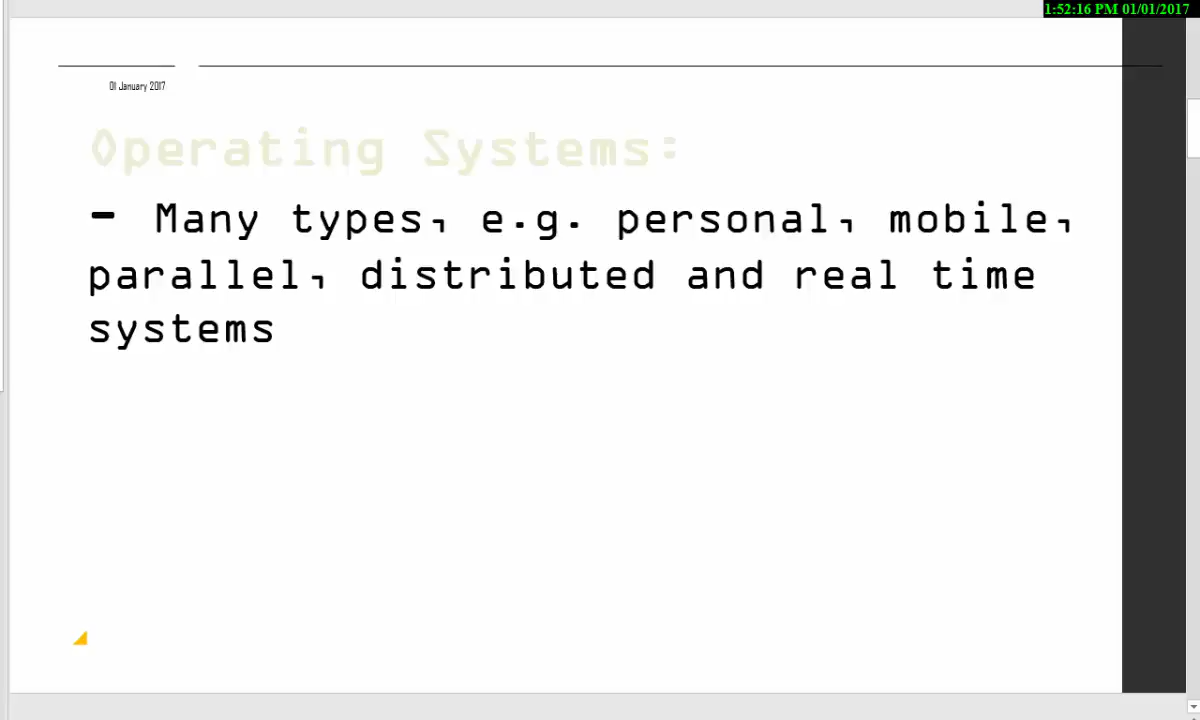 1:52:16 PM 01/01/2017
01 January 2017
Operating Systems:
- Many types, e.g. personal, mobile,
parallel, distributed and real time
systems